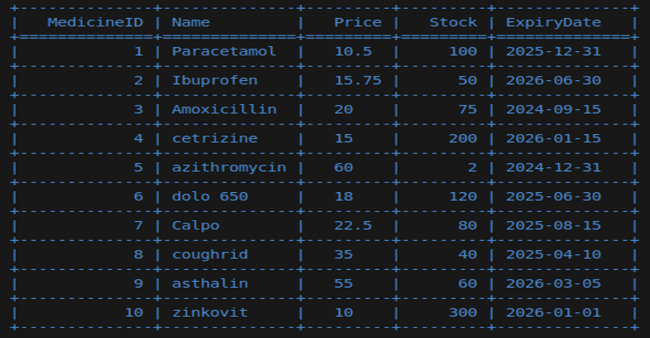 | MedicineID | Name | Price | Stock | ExpiryDate |
| 1 | Paracetamol | 10.5 | 100 | 2025-12-31 |
| 2 | Ibuprofen | 15.75 | 50 | 2026-06-30 |
| 3 | Amoxicillin | 20 | 75 | 2024-09-15 |
| 4 | cetrizine | 15 | 200 | 2026-01-15 |
| 5 | azithromycin | 60 | 2 | 2024-12-31 |
| 6 | dolo 650 | 18 | 120 | 2025-06-30 |
| 7 | Calpo | 22.5 | 80 | 2025-08-15 |
| 8 | coughrid | 35 | 40 | 2025-04-10 |
| 9 | asthalin | 55 | 60 | 2026-03-05 |
| 10 | zinkovit | 10 | 300 | 2026-01-01 |